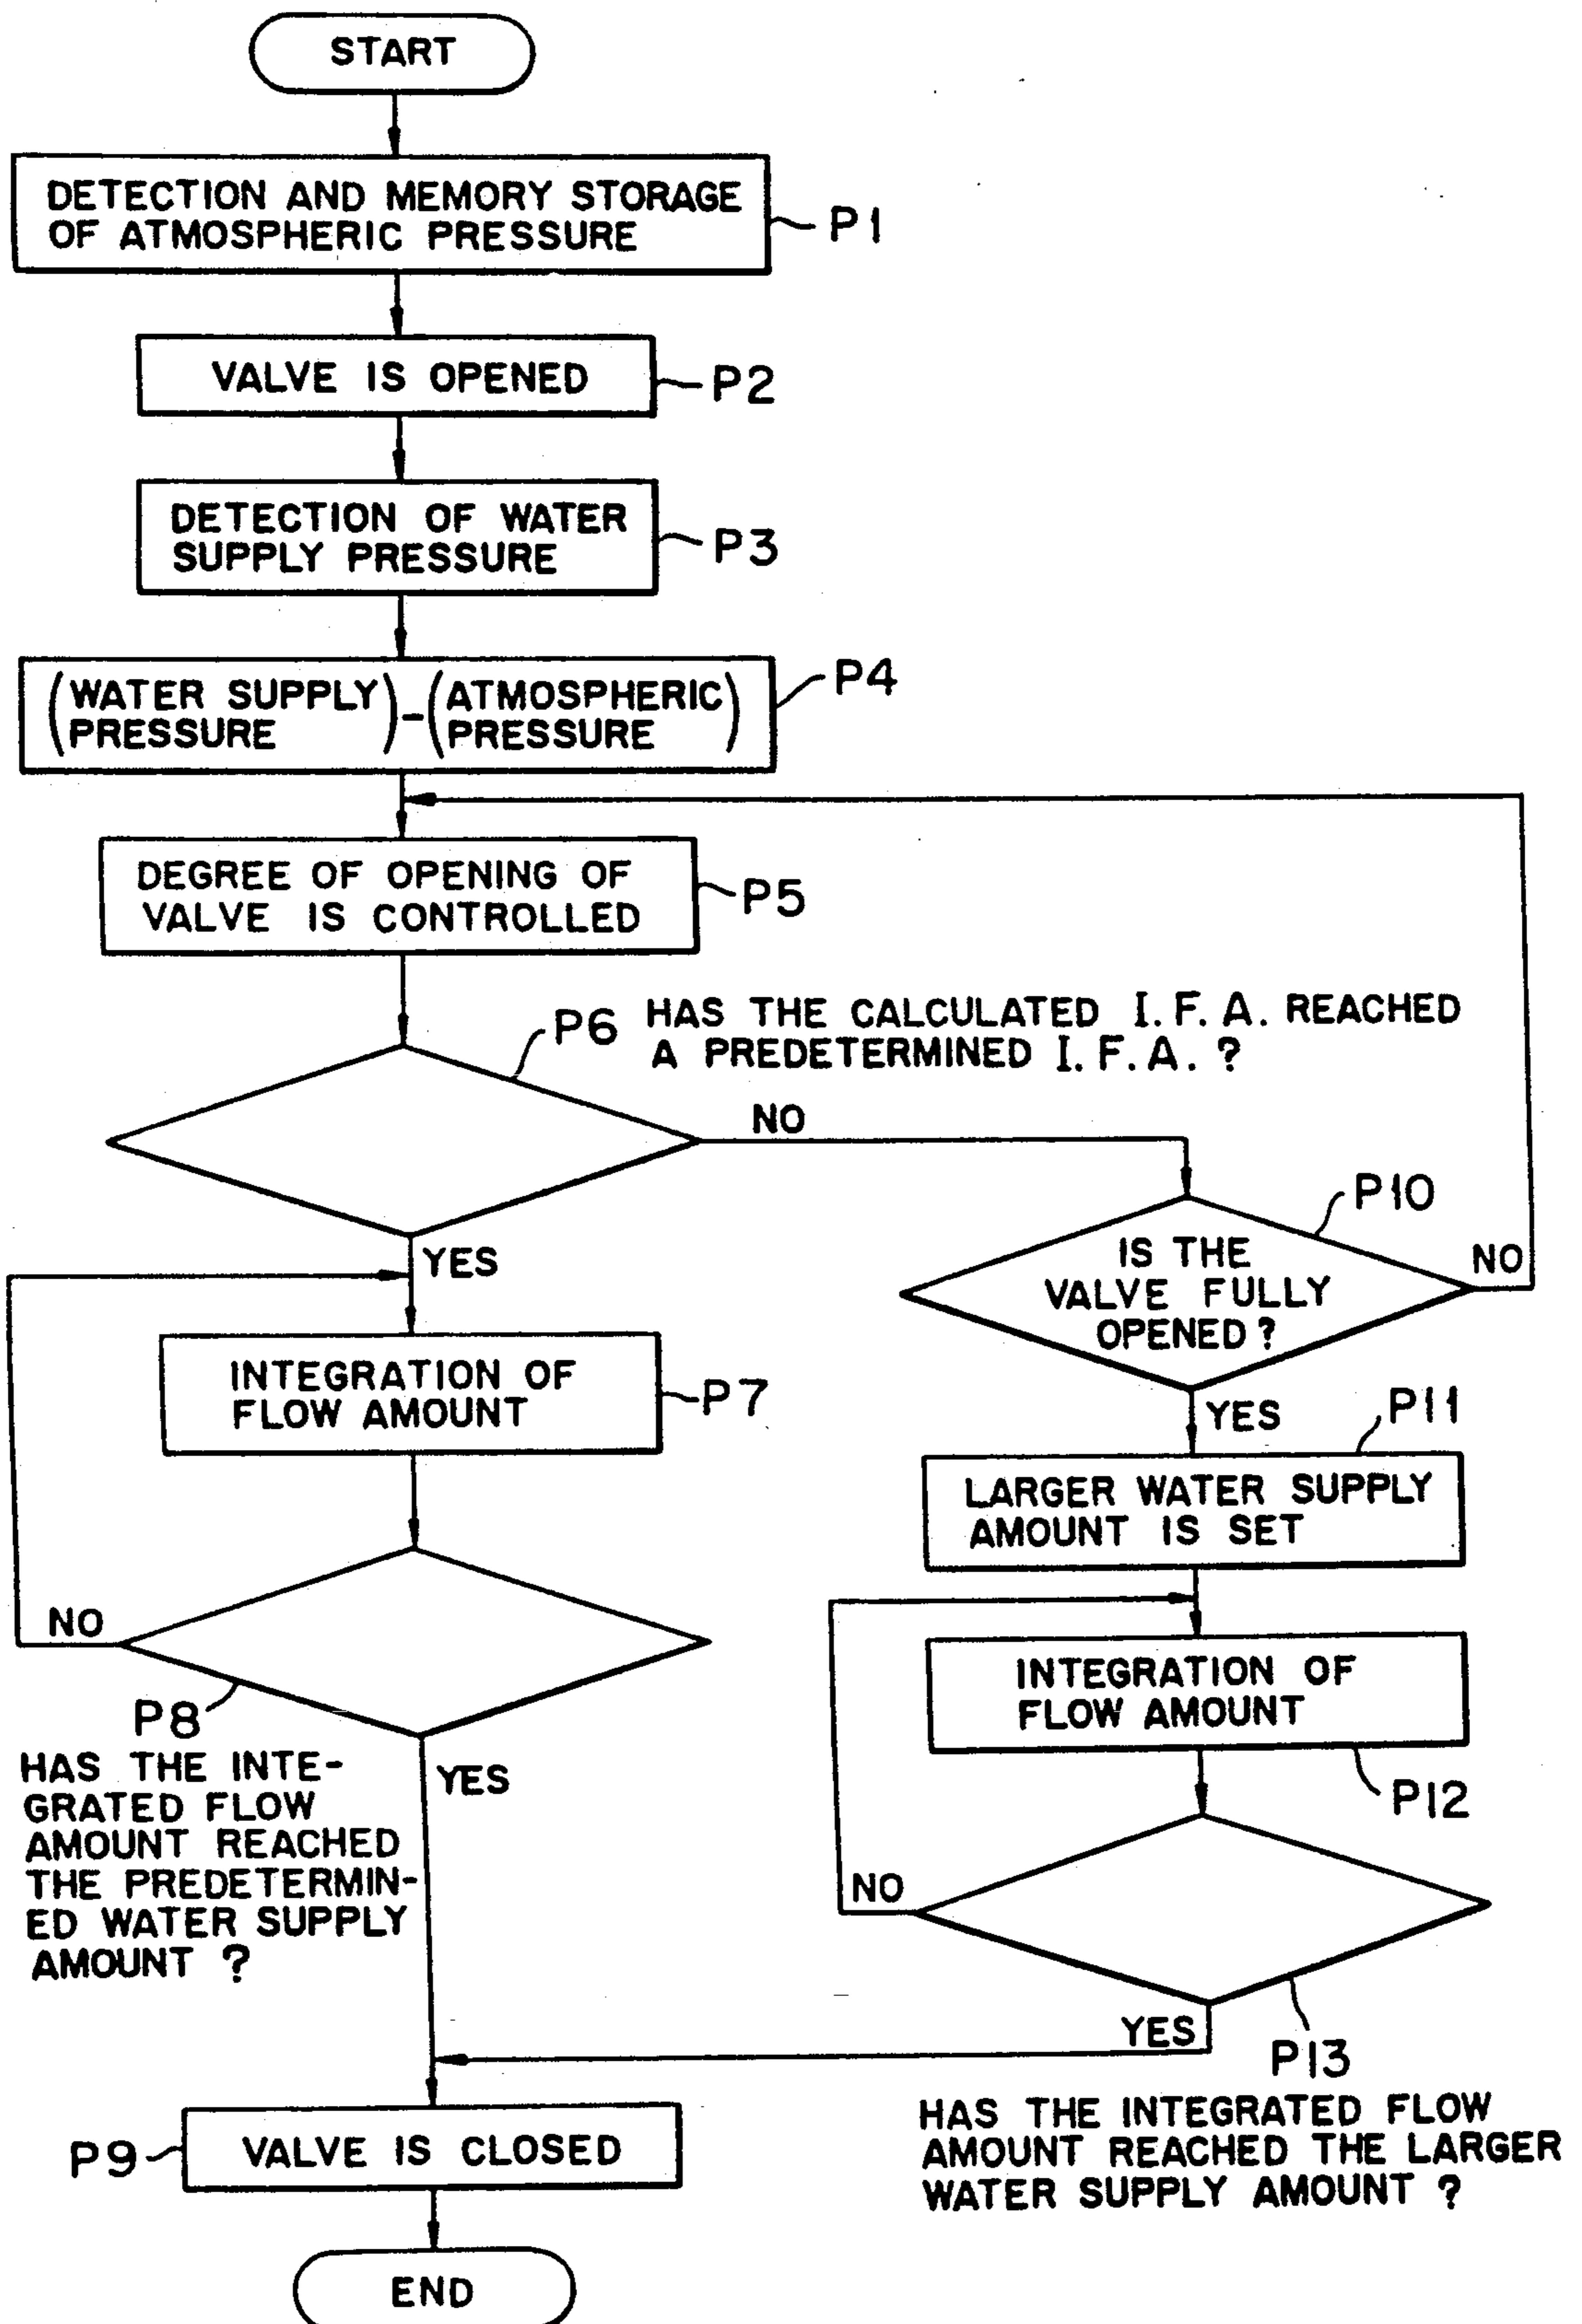 START
DETECTION AND MEMORY STORAGE
OF ATMOSPHERIC PRESSURE
P1
VALVE IS OPENED
P2
DETECTION OF WATER
SUPPLY PRESSURE
P3
(WATER SUPPLY PRESSURE) - (ATMOSPHERIC PRESSURE)
P4
DEGREE OF OPENING OF
VALVE IS CONTROLLED
P5
P6
HAS THE CALCULATED I.F.A. REACHED
A PREDETERMINED I.F.A. ?
NO
YES
P10
IS THE
VALVE FULLY
OPENED ?
NO
YES
INTEGRATION OF
FLOW AMOUNT
P7
P11
LARGER WATER SUPPLY
AMOUNT IS SET
NO
P8
HAS THE INTE-
GRATED FLOW
AMOUNT REACHED
THE PREDETERMIN-
ED WATER SUPPLY
AMOUNT ?
YES
INTEGRATION OF
FLOW AMOUNT
P12
NO
YES
P13
HAS THE INTEGRATED FLOW
AMOUNT REACHED THE LARGER
WATER SUPPLY AMOUNT ?
P9
VALVE IS CLOSED
END